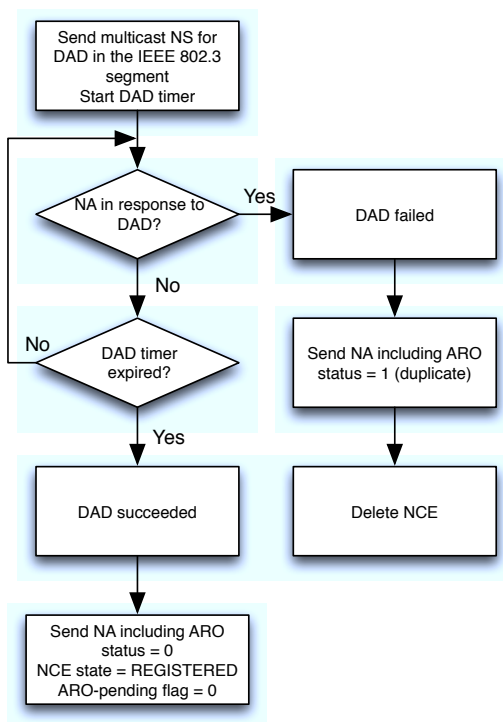 Send multicast NS for
DAD in the IEEE 802.3
segment
Start DAD timer
NA in response to
DAD?
Yes
DAD failed
No
No
DAD timer
expired?
Send NA including ARO
status = 1 (duplicate)
Yes
DAD succeeded
Delete NCE
Send NA including ARO
status = 0
NCE state = REGISTERED
ARO-pending flag = 0